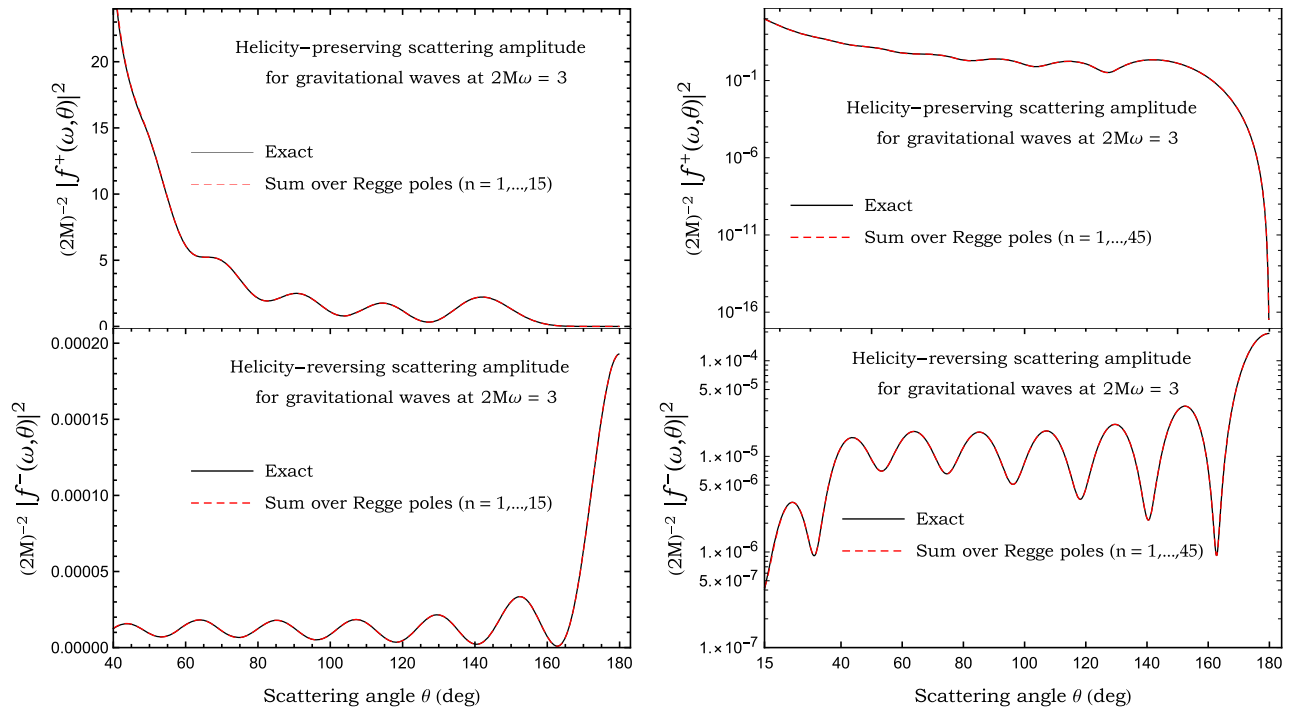 (2M)⁻² |f⁺(ω,θ)|²
20
15
10
5
0
Helicity−preserving scattering amplitude
for gravitational waves at 2Mω = 3
Exact
Sum over Regge poles (n = 1,...,15)
(2M)⁻² |f⁻(ω,θ)|²
0.00020
0.00015
0.00010
0.00005
0.00000
Helicity−reversing scattering amplitude
for gravitational waves at 2Mω = 3
Exact
Sum over Regge poles (n = 1,...,15)
40 60 80 100 120 140 160 180
Scattering angle θ (deg)
(2M)⁻² |f⁺(ω,θ)|²
10⁻¹
10⁻⁶
10⁻¹¹
10⁻¹⁶
Helicity−preserving scattering amplitude
for gravitational waves at 2Mω = 3
Exact
Sum over Regge poles (n = 1,...,45)
(2M)⁻² |f⁻(ω,θ)|²
1.×10⁻⁴
5.×10⁻⁵
1.×10⁻⁵
5.×10⁻⁶
1.×10⁻⁶
5.×10⁻⁷
1.×10⁻⁷
Helicity−reversing scattering amplitude
for gravitational waves at 2Mω = 3
Exact
Sum over Regge poles (n = 1,...,45)
15 40 60 80 100 120 140 160 180
Scattering angle θ (deg)